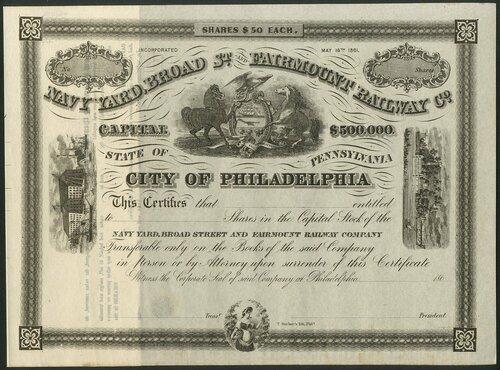 SHARES $50 EACH.
INCORPORATED MAY 16TH 1861.
No. Shares
NAVY YARD, BROAD ST. AND FAIRMOUNT RAILWAY CO.
CAPITAL $500.000.
STATE OF PENNSYLVANIA
CITY OF PHILADELPHIA
This Certifies that entitled
to Shares in the Capital Stock of the
NAVY YARD, BROAD STREET AND FAIRMOUNT RAILWAY COMPANY
Transferable only on the Books of the said Company
in person or by Attorney upon surrender of this Certificate
Witness the Corporate Seal of said Company at Philadelphia 186
Treasr. President.